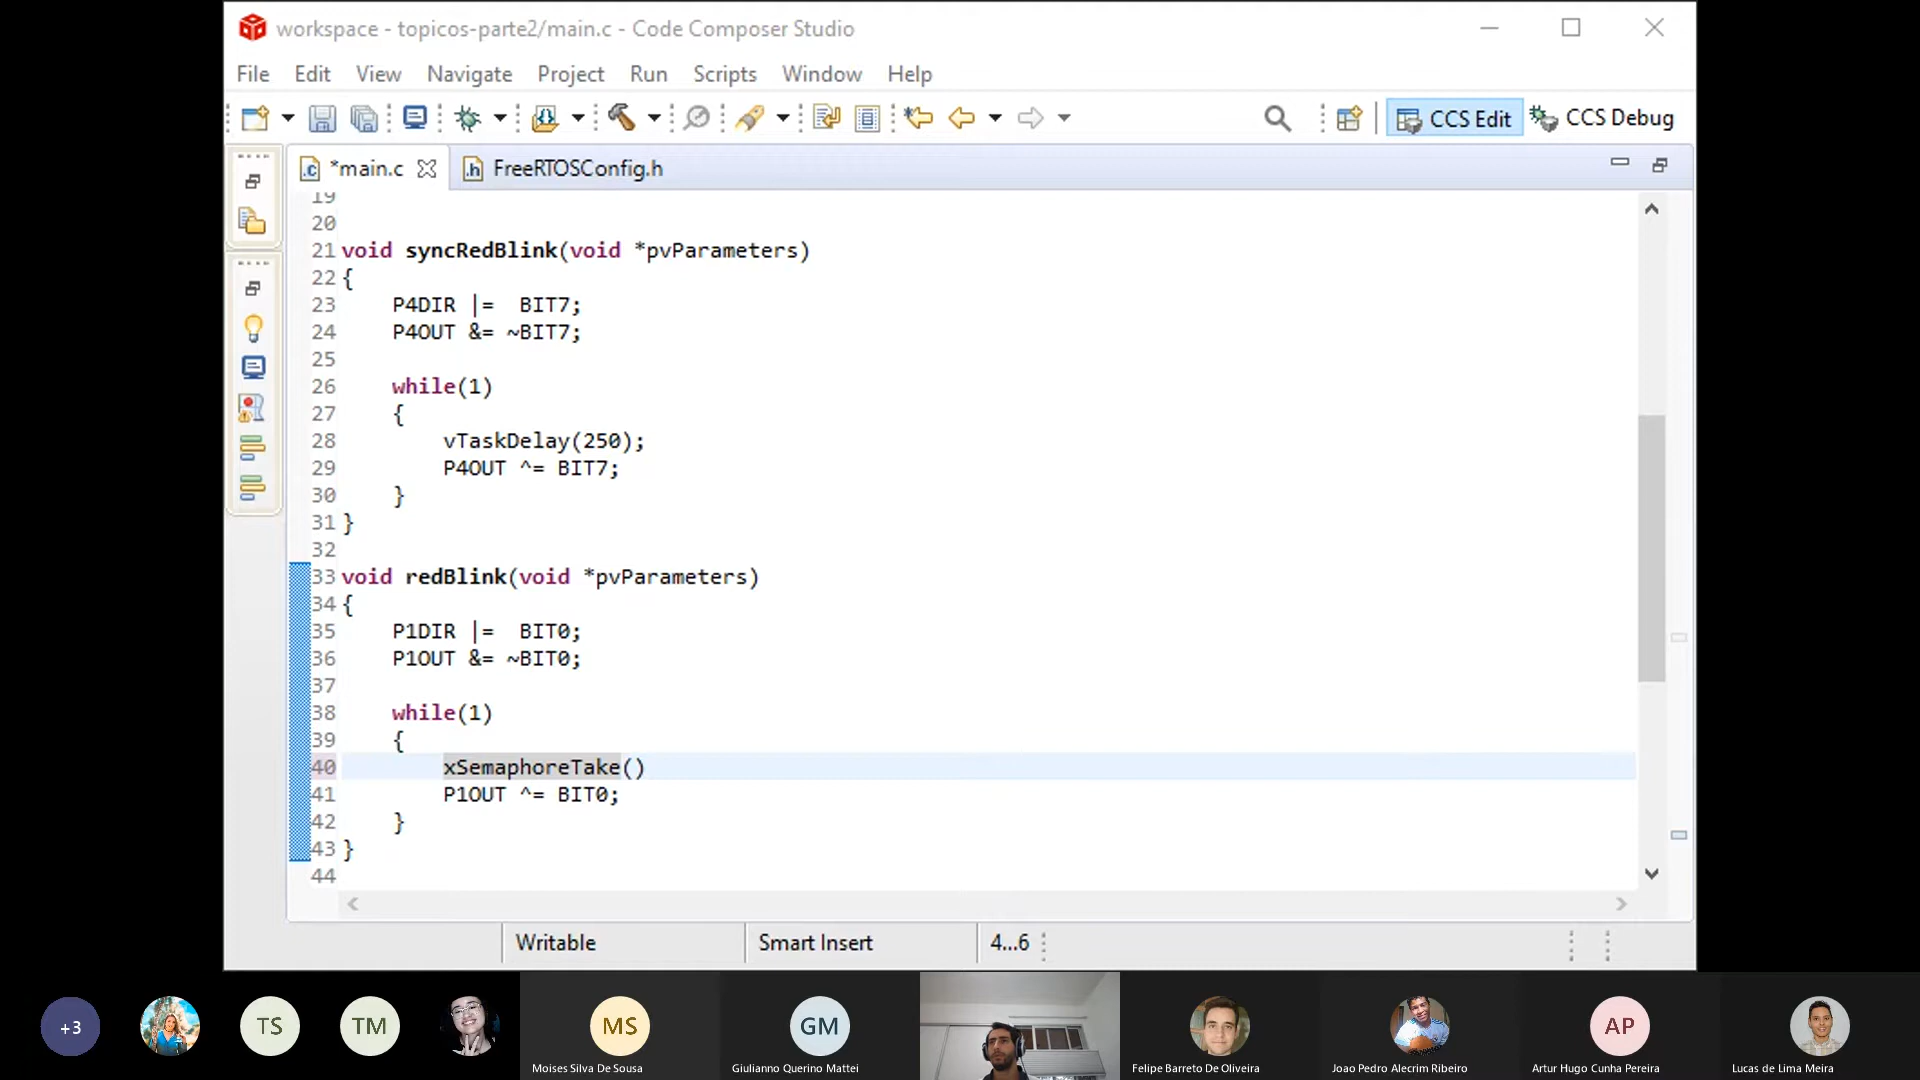 workspace - topicos-parte2/main.c - Code Composer Studio
File Edit View Navigate Project Run Scripts Window Help
CCS Edit CCS Debug
*main.c FreeRTOSConfig.h
19
20
21 void syncRedBlink(void *pvParameters)
22 {
23     P4DIR |=  BIT7;
24     P4OUT &= ~BIT7;
25
26     while(1)
27     {
28         vTaskDelay(250);
29         P4OUT ^= BIT7;
30     }
31 }
32
33 void redBlink(void *pvParameters)
34 {
35     P1DIR |=  BIT0;
36     P1OUT &= ~BIT0;
37
38     while(1)
39     {
40         xSemaphoreTake()
41         P1OUT ^= BIT0;
42     }
43 }
44
Writable Smart Insert 4...6
+3 TS TM MS GM AP
Moises Silva De Sousa Giulianno Querino Mattei Felipe Barreto De Oliveira Joao Pedro Alecrim Ribeiro Artur Hugo Cunha Pereira Lucas de Lima Meira